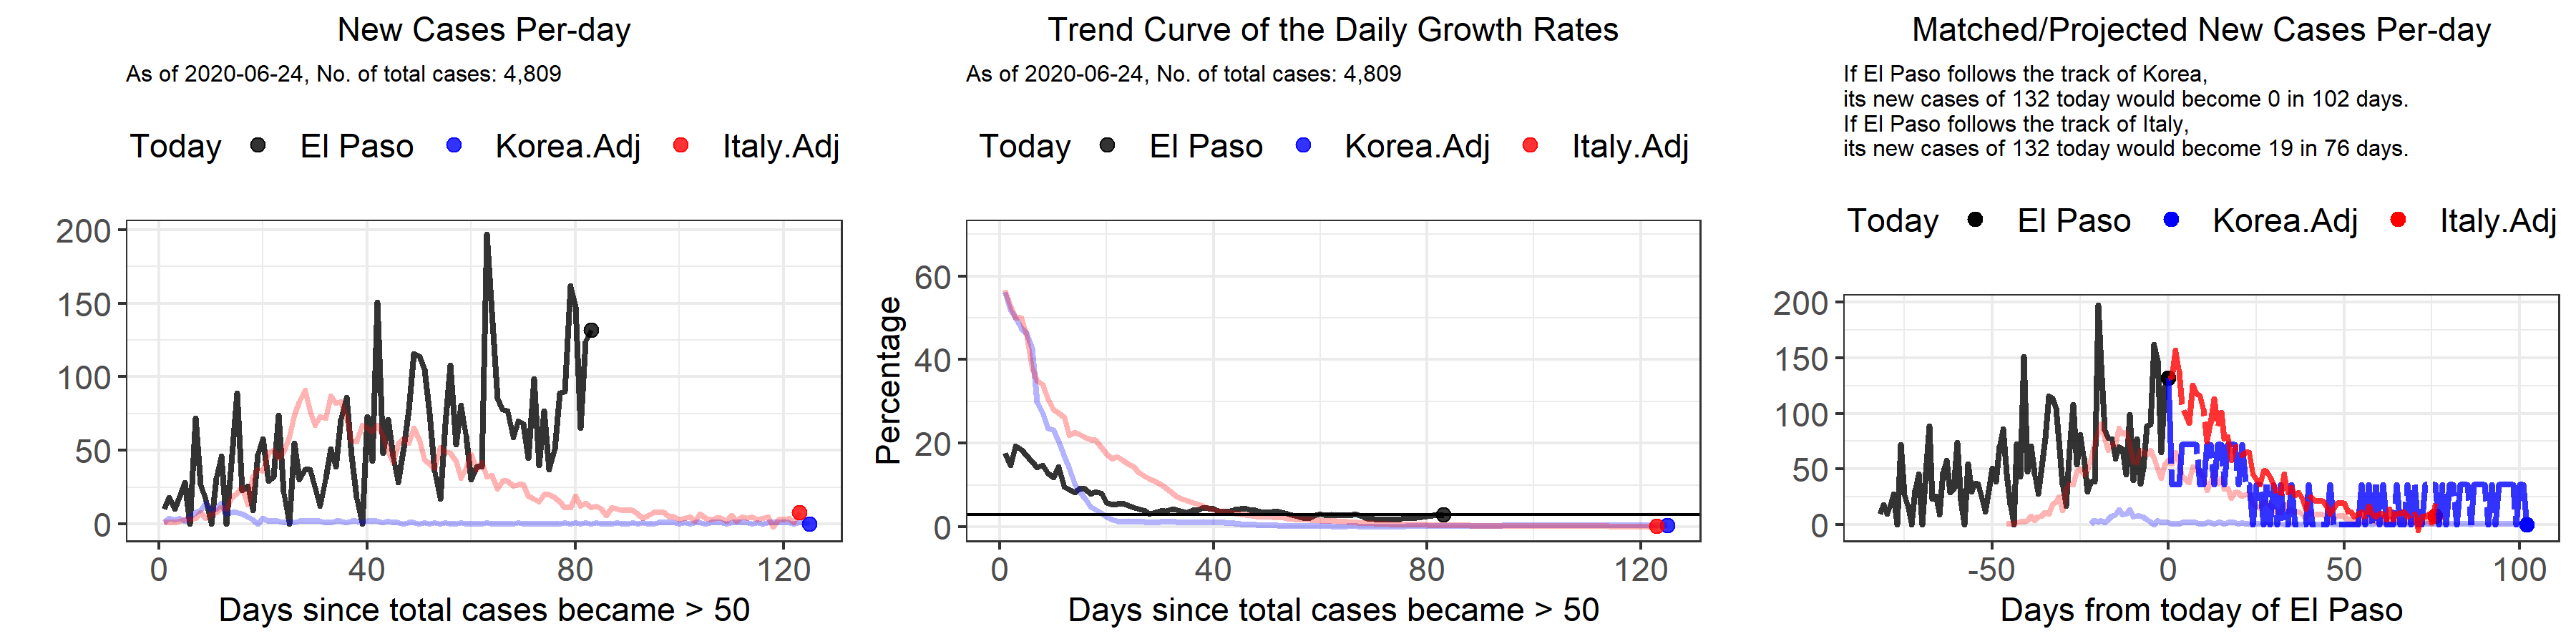 New Cases Per-day
As of 2020-06-24, No. of total cases: 4,809
Today El Paso Korea.Adj Italy.Adj
200
150
100
50
0
0 40 80 120
Days since total cases became > 50
Trend Curve of the Daily Growth Rates
As of 2020-06-24, No. of total cases: 4,809
Today El Paso Korea.Adj Italy.Adj
Percentage
60
40
20
0
0 40 80 120
Days since total cases became > 50
Matched/Projected New Cases Per-day
If El Paso follows the track of Korea,
its new cases of 132 today would become 0 in 102 days.
If El Paso follows the track of Italy,
its new cases of 132 today would become 19 in 76 days.
Today El Paso Korea.Adj Italy.Adj
200
150
100
50
0
-50 0 50 100
Days from today of El Paso